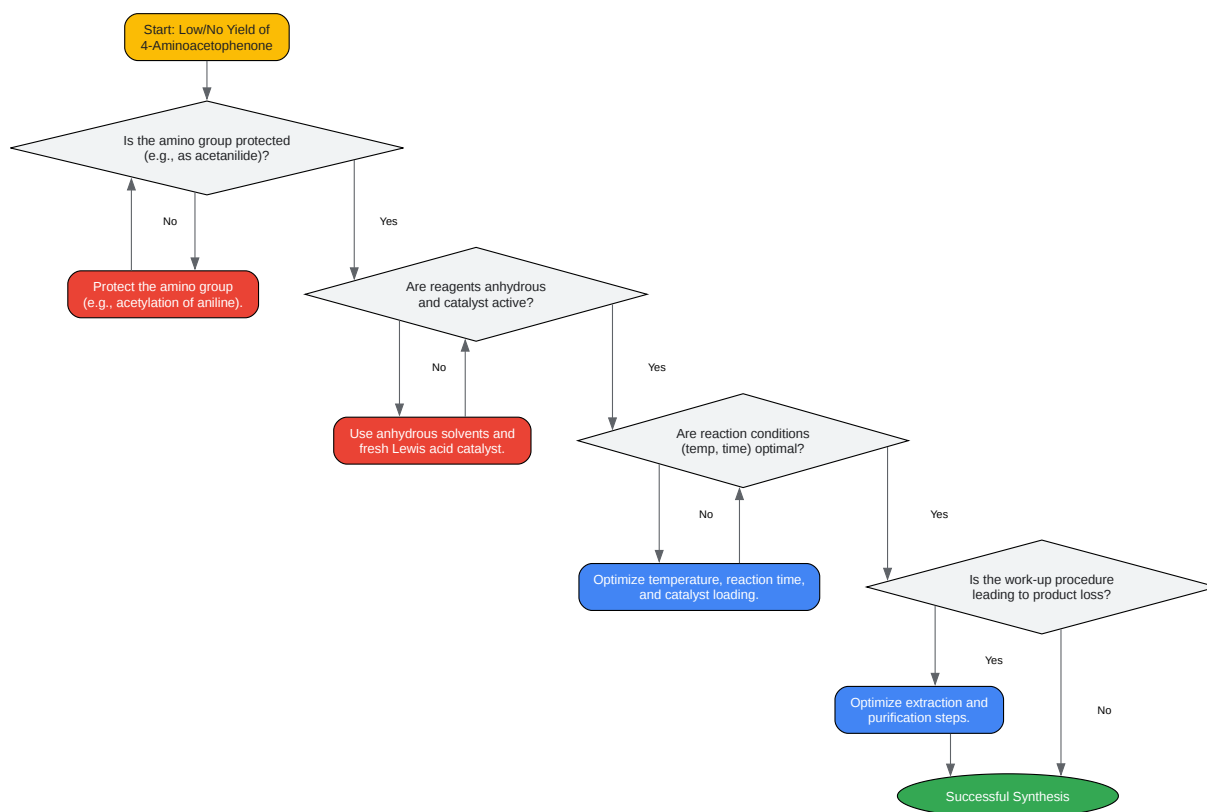 Start: Low/No Yield of
4-Aminoacetophenone
Is the amino group protected
(e.g., as acetanilide)?
No
Yes
Protect the amino group
(e.g., acetylation of aniline).
Are reagents anhydrous
and catalyst active?
No
Yes
Use anhydrous solvents and
fresh Lewis acid catalyst.
Are reaction conditions
(temp, time) optimal?
No
Yes
Optimize temperature, reaction time,
and catalyst loading.
Is the work-up procedure
leading to product loss?
Yes
No
Optimize extraction and
purification steps.
Successful Synthesis